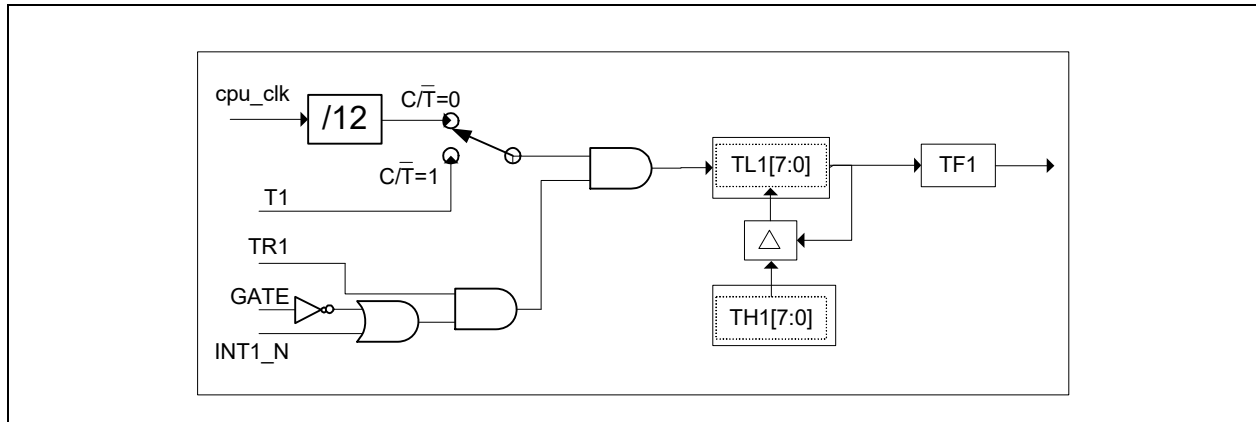 cpu_clk
/12
C/T̅=0
C/T̅=1
T1
TR1
GATE
INT1_N
TL1[7:0]
TF1
△
TH1[7:0]